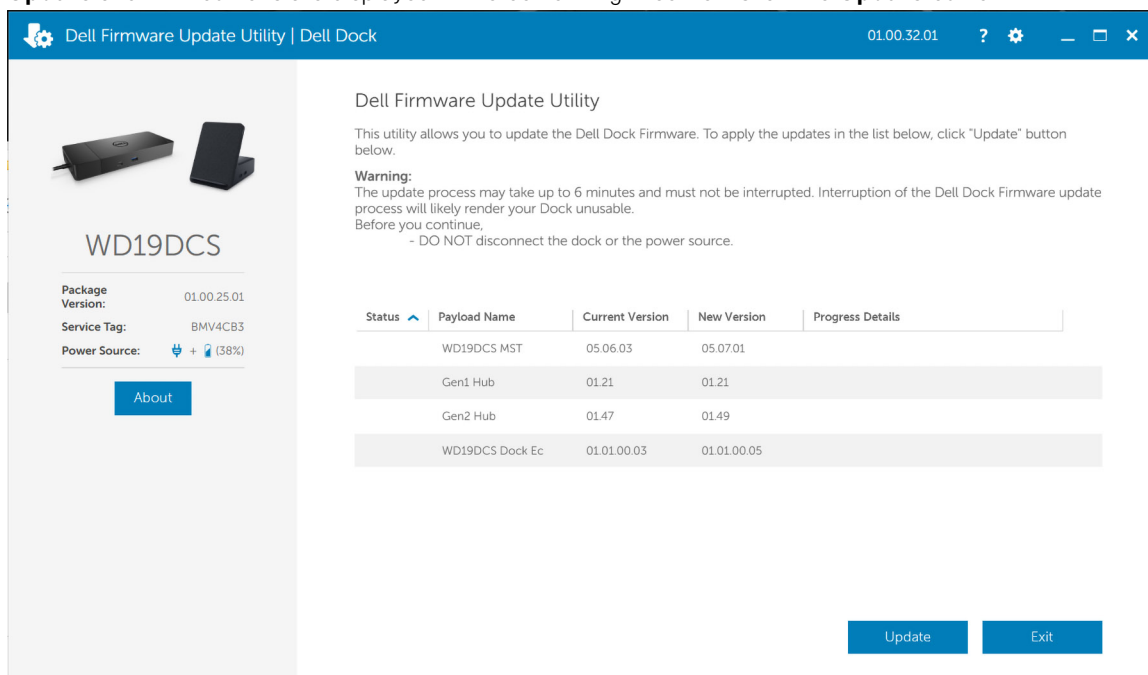 Dell Firmware Update Utility | Dell Dock
01.00.32.01 ?
Dell Firmware Update Utility
This utility allows you to update the Dell Dock Firmware. To apply the updates in the list below, click "Update" button
below.
Warning:
The update process may take up to 6 minutes and must not be interrupted. Interruption of the Dell Dock Firmware update
process will likely render your Dock unusable.
Before you continue,
- DO NOT disconnect the dock or the power source.
WD19DCS
Package
Version: 01.00.25.01
Service Tag: BMV4CB3
Power Source: + (38%)
About
Status Payload Name Current Version New Version Progress Details
WD19DCS MST 05.06.03 05.07.01
Gen1 Hub 01.21 01.21
Gen2 Hub 01.47 01.49
WD19DCS Dock Ec 01.01.00.03 01.01.00.05
Update Exit